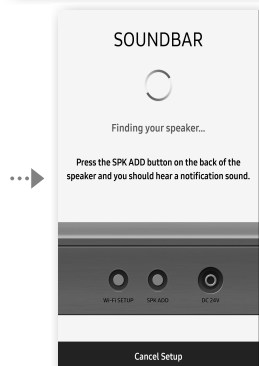 SOUNDBAR
Finding your speaker...
Press the SPK ADD button on the back of the
speaker and you should hear a notification sound.
Wi-Fi SETUP SPK ADD DC 24V
Cancel Setup